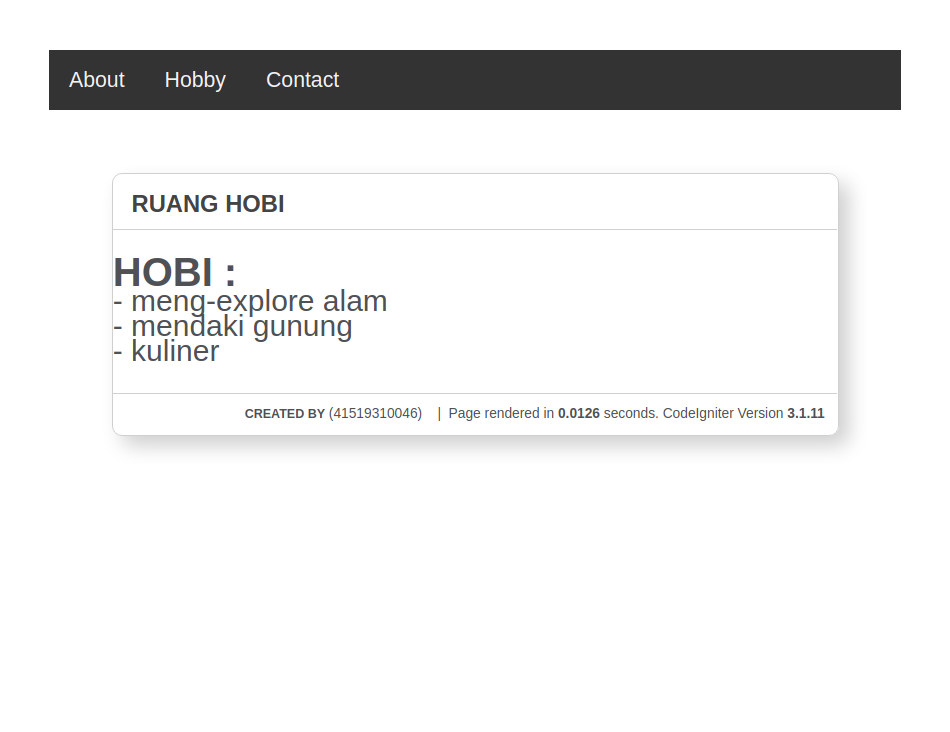 About Hobby Contact
RUANG HOBI
HOBI :
- meng-explore alam
- mendaki gunung
- kuliner
CREATED BY (41519310046) | Page rendered in 0.0126 seconds. CodeIgniter Version 3.1.11